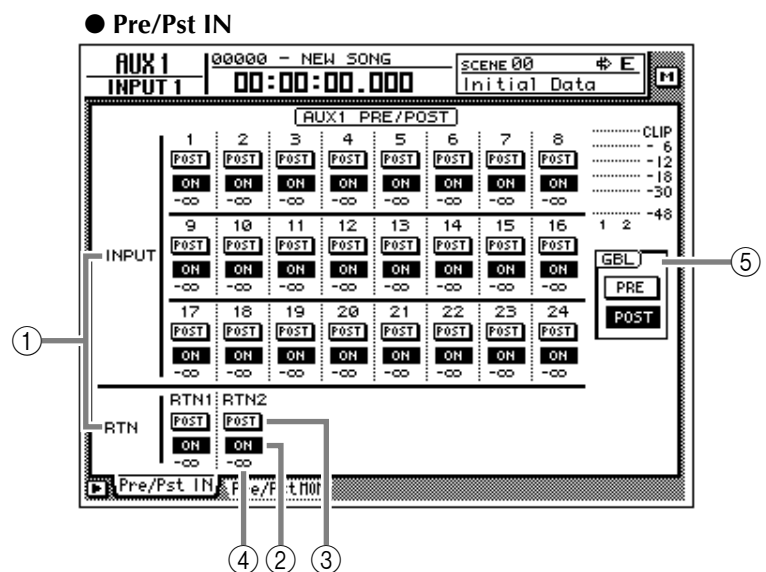 ● Pre/Pst IN
AUX 1
INPUT 1
00000 - NEW SONG
00:00:00.000
SCENE 00
E
Initial Data
M
AUX1 PRE/POST
1 2 3 4 5 6 7 8
POST POST POST POST POST POST POST POST
ON ON ON ON ON ON ON ON
-∞ -∞ -∞ -∞ -∞ -∞ -∞ -∞
INPUT
9 10 11 12 13 14 15 16
POST POST POST POST POST POST POST POST
ON ON ON ON ON ON ON ON
-∞ -∞ -∞ -∞ -∞ -∞ -∞ -∞
17 18 19 20 21 22 23 24
POST POST POST POST POST POST POST POST
ON ON ON ON ON ON ON ON
-∞ -∞ -∞ -∞ -∞ -∞ -∞ -∞
RTN
RTN1 RTN2
POST POST
ON ON
-∞ -∞
CLIP
- 6
-12
-18
-30
-48
1 2
GBL
PRE
POST
Pre/Pst IN
Pre/Pst MON
①
②
③
④
⑤